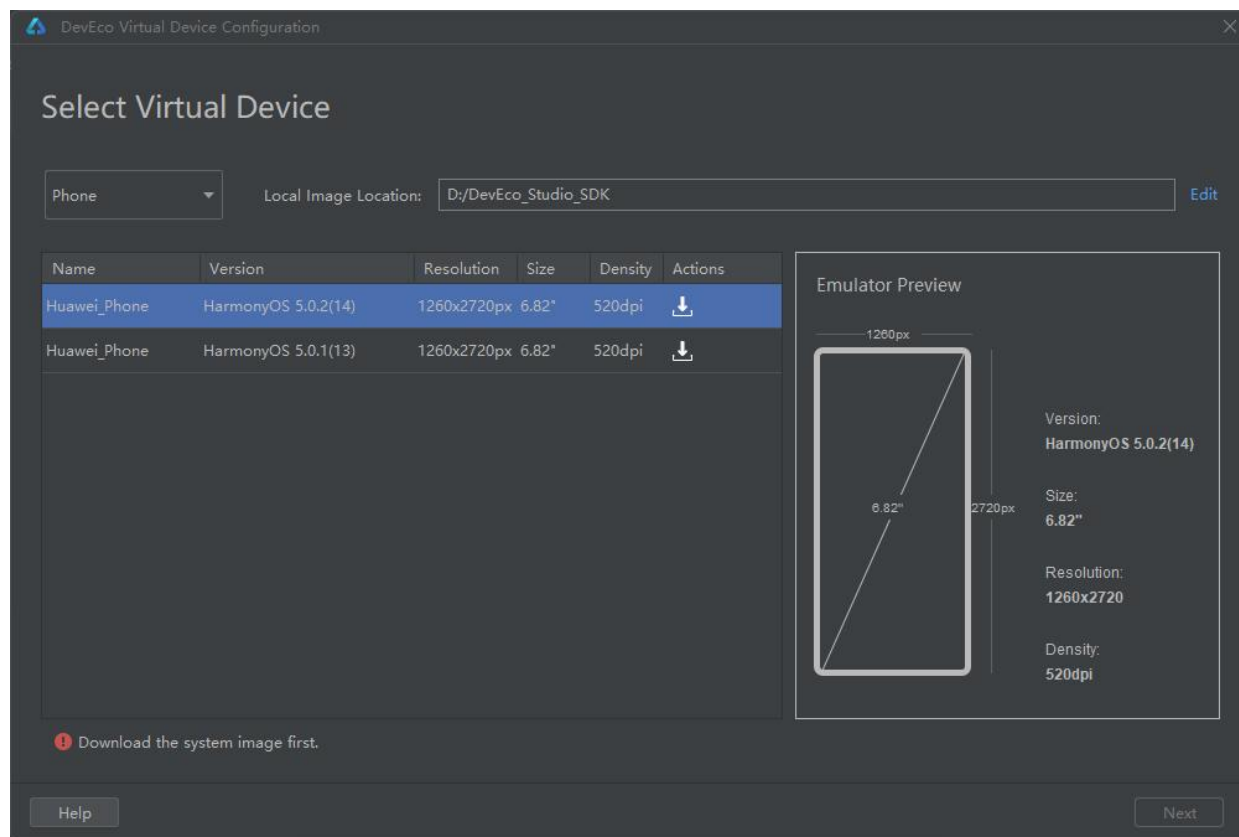 DevEco Virtual Device Configuration
Select Virtual Device
Phone Local Image Location: D:/DevEco_Studio_SDK Edit
Name Version Resolution Size Density Actions
Huawei_Phone HarmonyOS 5.0.2(14) 1260x2720px 6.82" 520dpi
Huawei_Phone HarmonyOS 5.0.1(13) 1260x2720px 6.82" 520dpi
Emulator Preview
1260px
6.82"
2720px
Version:
HarmonyOS 5.0.2(14)
Size:
6.82"
Resolution:
1260x2720
Density:
520dpi
Download the system image first.
Help Next